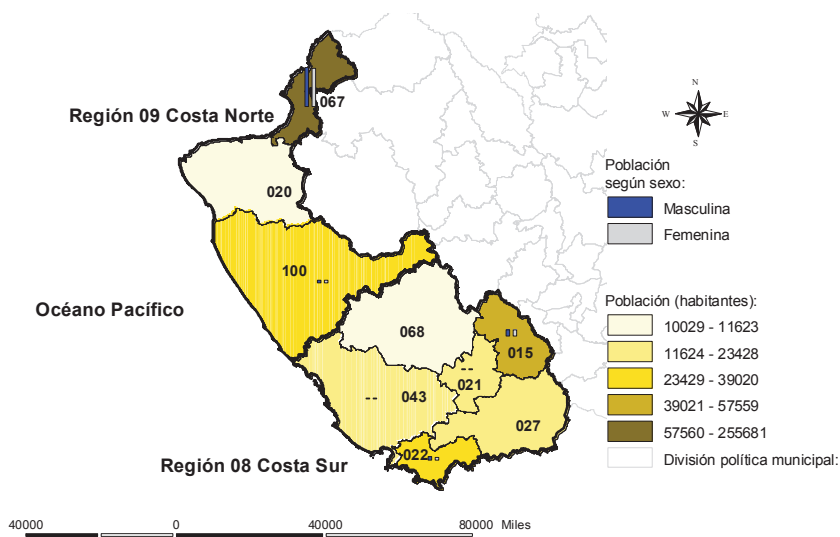 067
Región 09 Costa Norte
N
W E
S
Población
según sexo:
020
Masculina
Femenina
100
Océano Pacífico
Población (habitantes):
10029 - 11623
068
11624 - 23428
015
23429 - 39020
021
043
39021 - 57559
027
57560 - 255681
022
Región 08 Costa Sur
División política municipal:
40000 0 40000 80000 Miles